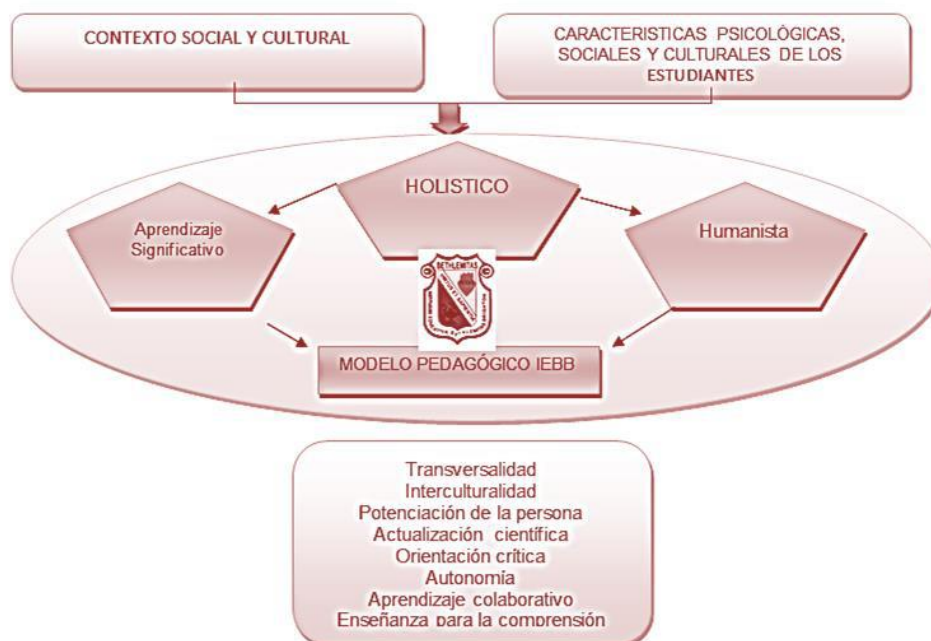 CONTEXTO SOCIAL Y CULTURAL
CARACTERISTICAS PSICOLÓGICAS,
SOCIALES Y CULTURALES DE LOS
ESTUDIANTES
HOLISTICO
Aprendizaje
Significativo
Humanista
BETHLEMITAS
MODELO PEDAGÓGICO IEBB
Transversalidad
Interculturalidad
Potenciación de la persona
Actualización científica
Orientación crítica
Autonomía
Aprendizaje colaborativo
Enseñanza para la comprensión